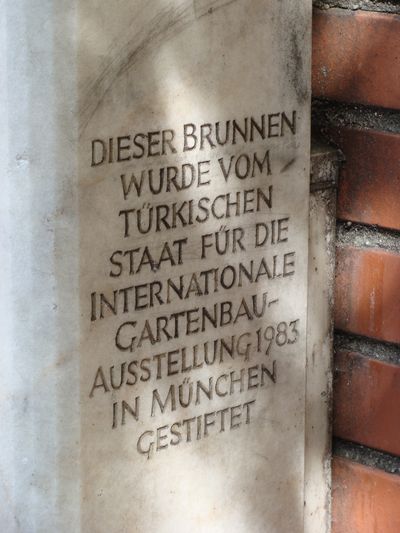 DIESER BRUNNEN
WURDE VOM
TÜRKISCHEN
STAAT FÜR DIE
INTERNATIONALE
GARTENBAU-
AUSSTELLUNG 1983
IN MÜNCHEN
GESTIFTET